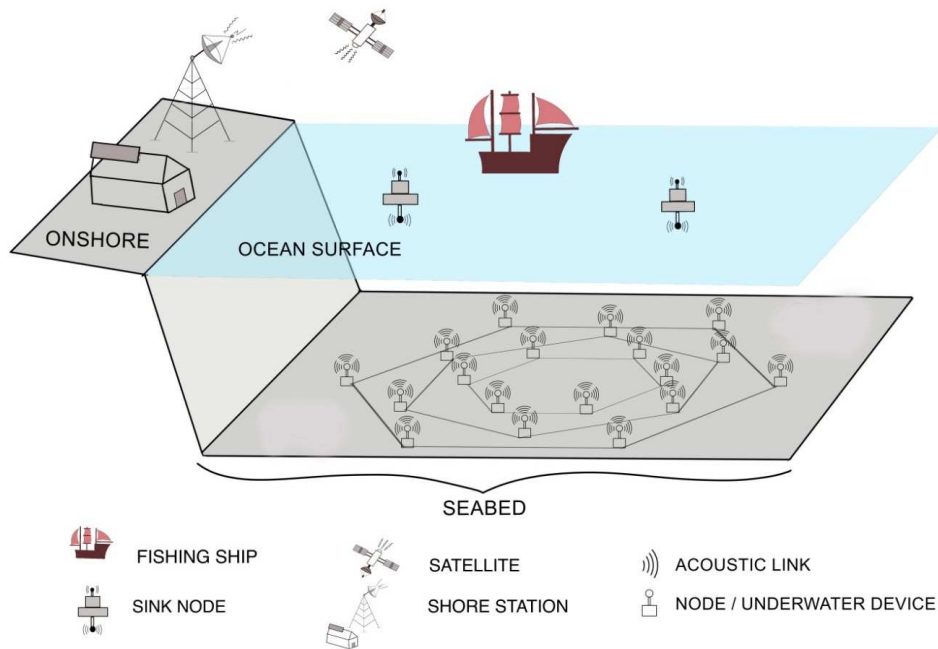 ONSHORE
OCEAN SURFACE
SEABED
FISHING SHIP
SATELLITE
ACOUSTIC LINK
SINK NODE
SHORE STATION
NODE / UNDERWATER DEVICE